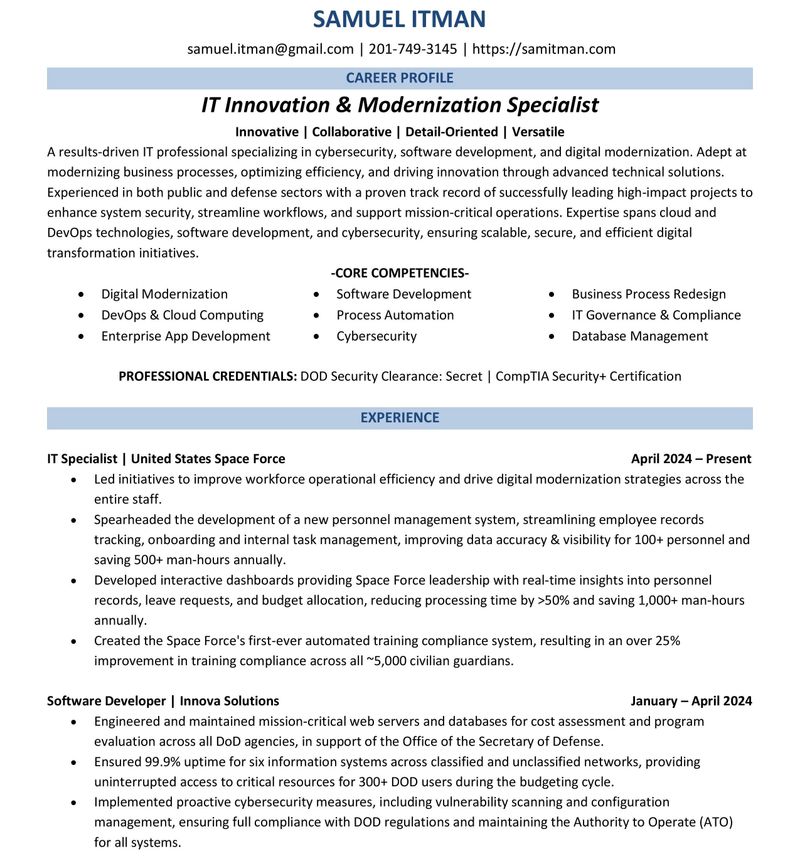 SAMUEL ITMAN
samuel.itman@gmail.com | 201-749-3145 | https://samitman.com
CAREER PROFILE
IT Innovation & Modernization Specialist
Innovative | Collaborative | Detail-Oriented | Versatile
A results-driven IT professional specializing in cybersecurity, software development, and digital modernization. Adept at
modernizing business processes, optimizing efficiency, and driving innovation through advanced technical solutions.
Experienced in both public and defense sectors with a proven track record of successfully leading high-impact projects to
enhance system security, streamline workflows, and support mission-critical operations. Expertise spans cloud and
DevOps technologies, software development, and cybersecurity, ensuring scalable, secure, and efficient digital
transformation initiatives.
-CORE COMPETENCIES-
• Digital Modernization • Software Development • Business Process Redesign
• DevOps & Cloud Computing • Process Automation • IT Governance & Compliance
• Enterprise App Development • Cybersecurity • Database Management
PROFESSIONAL CREDENTIALS: DOD Security Clearance: Secret | CompTIA Security+ Certification
EXPERIENCE
IT Specialist | United States Space Force April 2024 – Present
• Led initiatives to improve workforce operational efficiency and drive digital modernization strategies across the
entire staff.
• Spearheaded the development of a new personnel management system, streamlining employee records
tracking, onboarding and internal task management, improving data accuracy & visibility for 100+ personnel and
saving 500+ man-hours annually.
• Developed interactive dashboards providing Space Force leadership with real-time insights into personnel
records, leave requests, and budget allocation, reducing processing time by >50% and saving 1,000+ man-hours
annually.
• Created the Space Force's first-ever automated training compliance system, resulting in an over 25%
improvement in training compliance across all ~5,000 civilian guardians.
Software Developer | Innova Solutions January – April 2024
• Engineered and maintained mission-critical web servers and databases for cost assessment and program
evaluation across all DoD agencies, in support of the Office of the Secretary of Defense.
• Ensured 99.9% uptime for six information systems across classified and unclassified networks, providing
uninterrupted access to critical resources for 300+ DOD users during the budgeting cycle.
• Implemented proactive cybersecurity measures, including vulnerability scanning and configuration
management, ensuring full compliance with DOD regulations and maintaining the Authority to Operate (ATO)
for all systems.